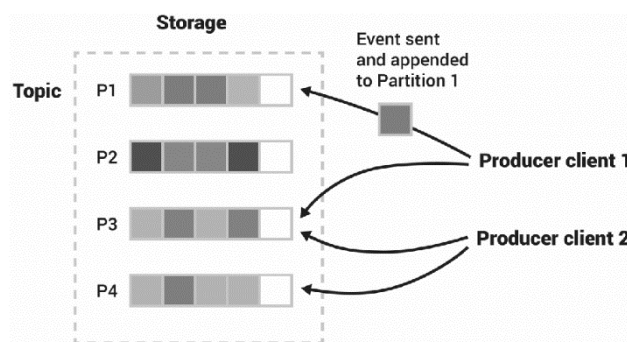 Storage
Event sent
and appended
to Partition 1
Topic
P1
P2
Producer client 1
P3
Producer client 2
P4